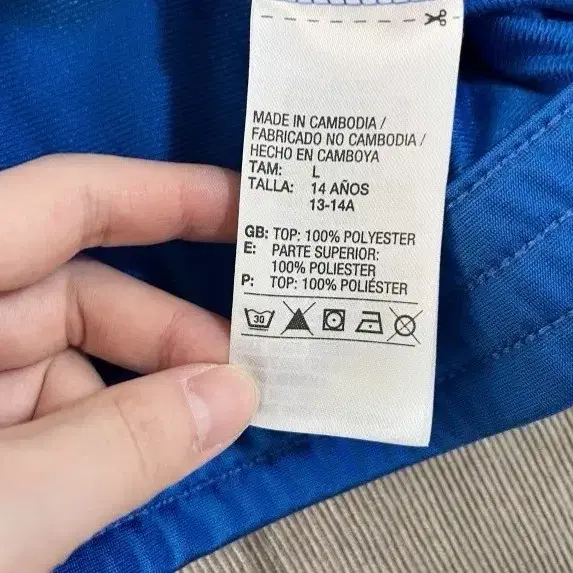 MADE IN CAMBODIA /
FABRICADO NO CAMBODIA /
HECHO EN CAMBOYA
TAM: L
TALLA: 14 AÑOS
13-14A
GB: TOP: 100% POLYESTER
E: PARTE SUPERIOR:
100% POLIESTER
P: TOP: 100% POLIÉSTER
30